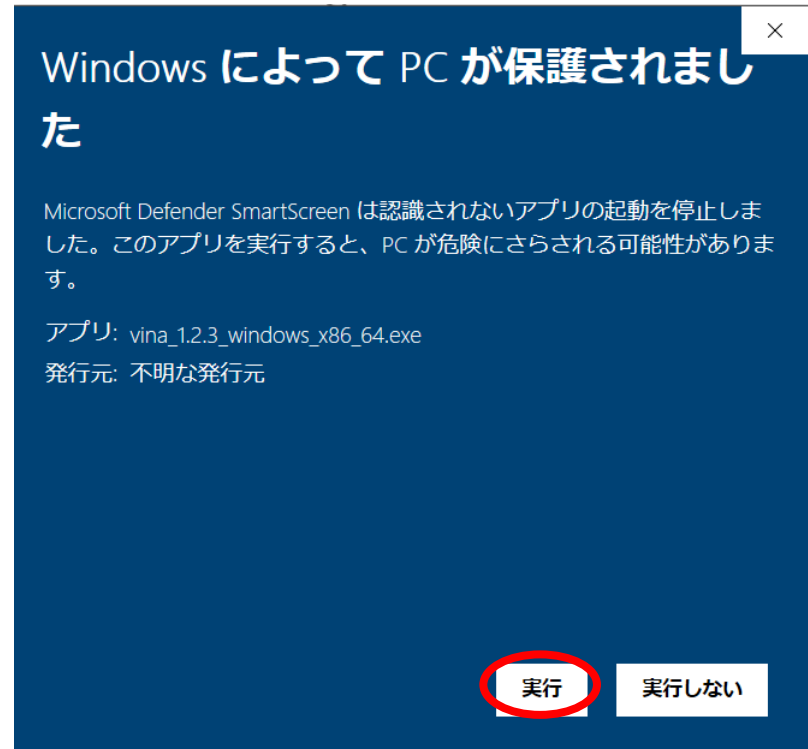 Windows によって PC が保護されまし
た
Microsoft Defender SmartScreen は認識されないアプリの起動を停止しま
した。このアプリを実行すると、PC が危険にさらされる可能性がありま
す。
アプリ: vina_1.2.3_windows_x86_64.exe
発行元: 不明な発行元
実行 実行しない